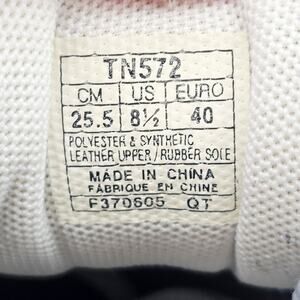 TN572
CM US EURO
25.5 8½ 40
POLYESTER & SYNTHETIC
LEATHER UPPER / RUBBER SOLE
MADE IN CHINA
FABRIQUE EN CHINE
F370605 QT